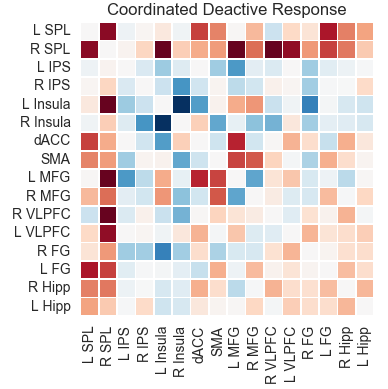 Coordinated Deactive Response
L SPL
R SPL
L IPS
R IPS
L Insula
R Insula
dACC
SMA
L MFG
R MFG
R VLPFC
L VLPFC
R FG
L FG
R Hipp
L Hipp
L SPL
R SPL
L IPS
R IPS
L Insula
R Insula
dACC
SMA
L MFG
R MFG
R VLPFC
L VLPFC
R FG
L FG
R Hipp
L Hipp